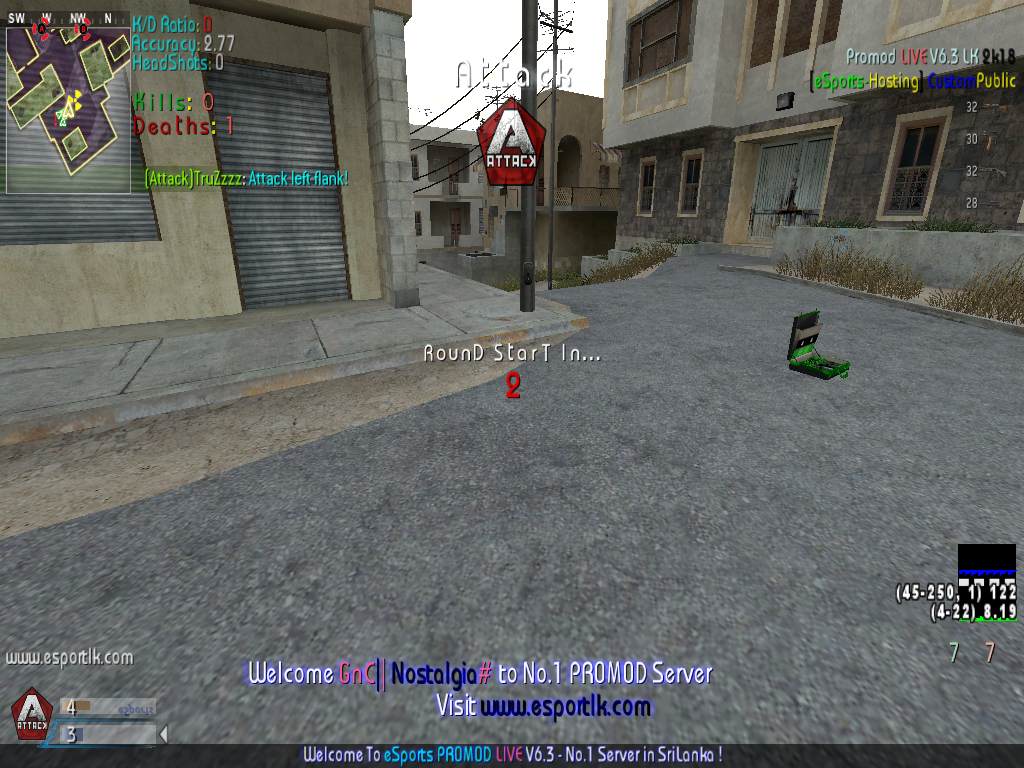 SW W NW N
K/D Ratio: 0
Accuracy: 2.77
HeadShots: 0
Kills: 0
Deaths: 1
(Attack)TruZzzz: Attack left flank!
Promod LIVE V6.3 LK 2k18
[eSports-Hosting] CustomPublic
32
30
32
28
Attack
A
ATTACK
RounD StarT In...
2
(45-250, 1) 122
(4-22) 8.19
7 7
www.esportlk.com
Welcome GnC|| Nostalgia# to No.1 PROMOD Server
Visit www.esportlk.com
A
ATTACK
4
3
Welcome To eSports PROMOD LIVE V6.3 - No.1 Server in SriLanka !